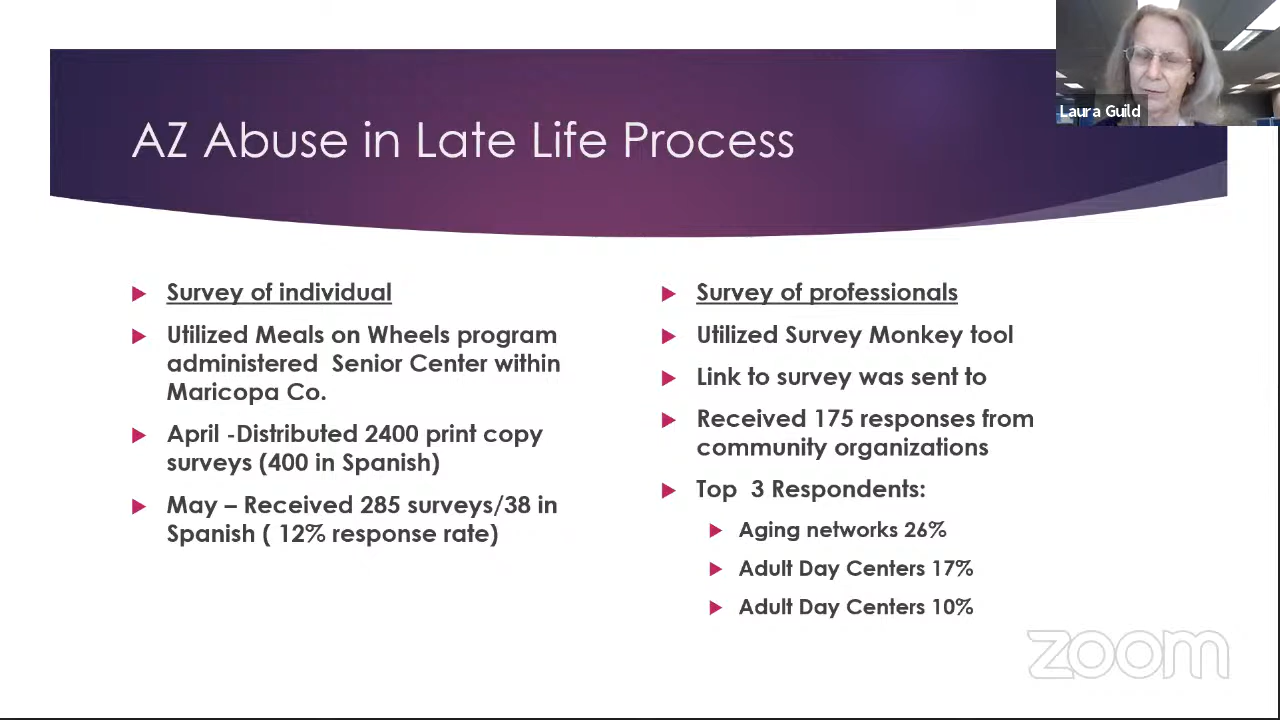 Laura Guild
AZ Abuse in Late Life Process
Survey of individual
Utilized Meals on Wheels program
administered Senior Center within
Maricopa Co.
April -Distributed 2400 print copy
surveys (400 in Spanish)
May – Received 285 surveys/38 in
Spanish ( 12% response rate)
Survey of professionals
Utilized Survey Monkey tool
Link to survey was sent to
Received 175 responses from
community organizations
Top 3 Respondents:
Aging networks 26%
Adult Day Centers 17%
Adult Day Centers 10%
zoom